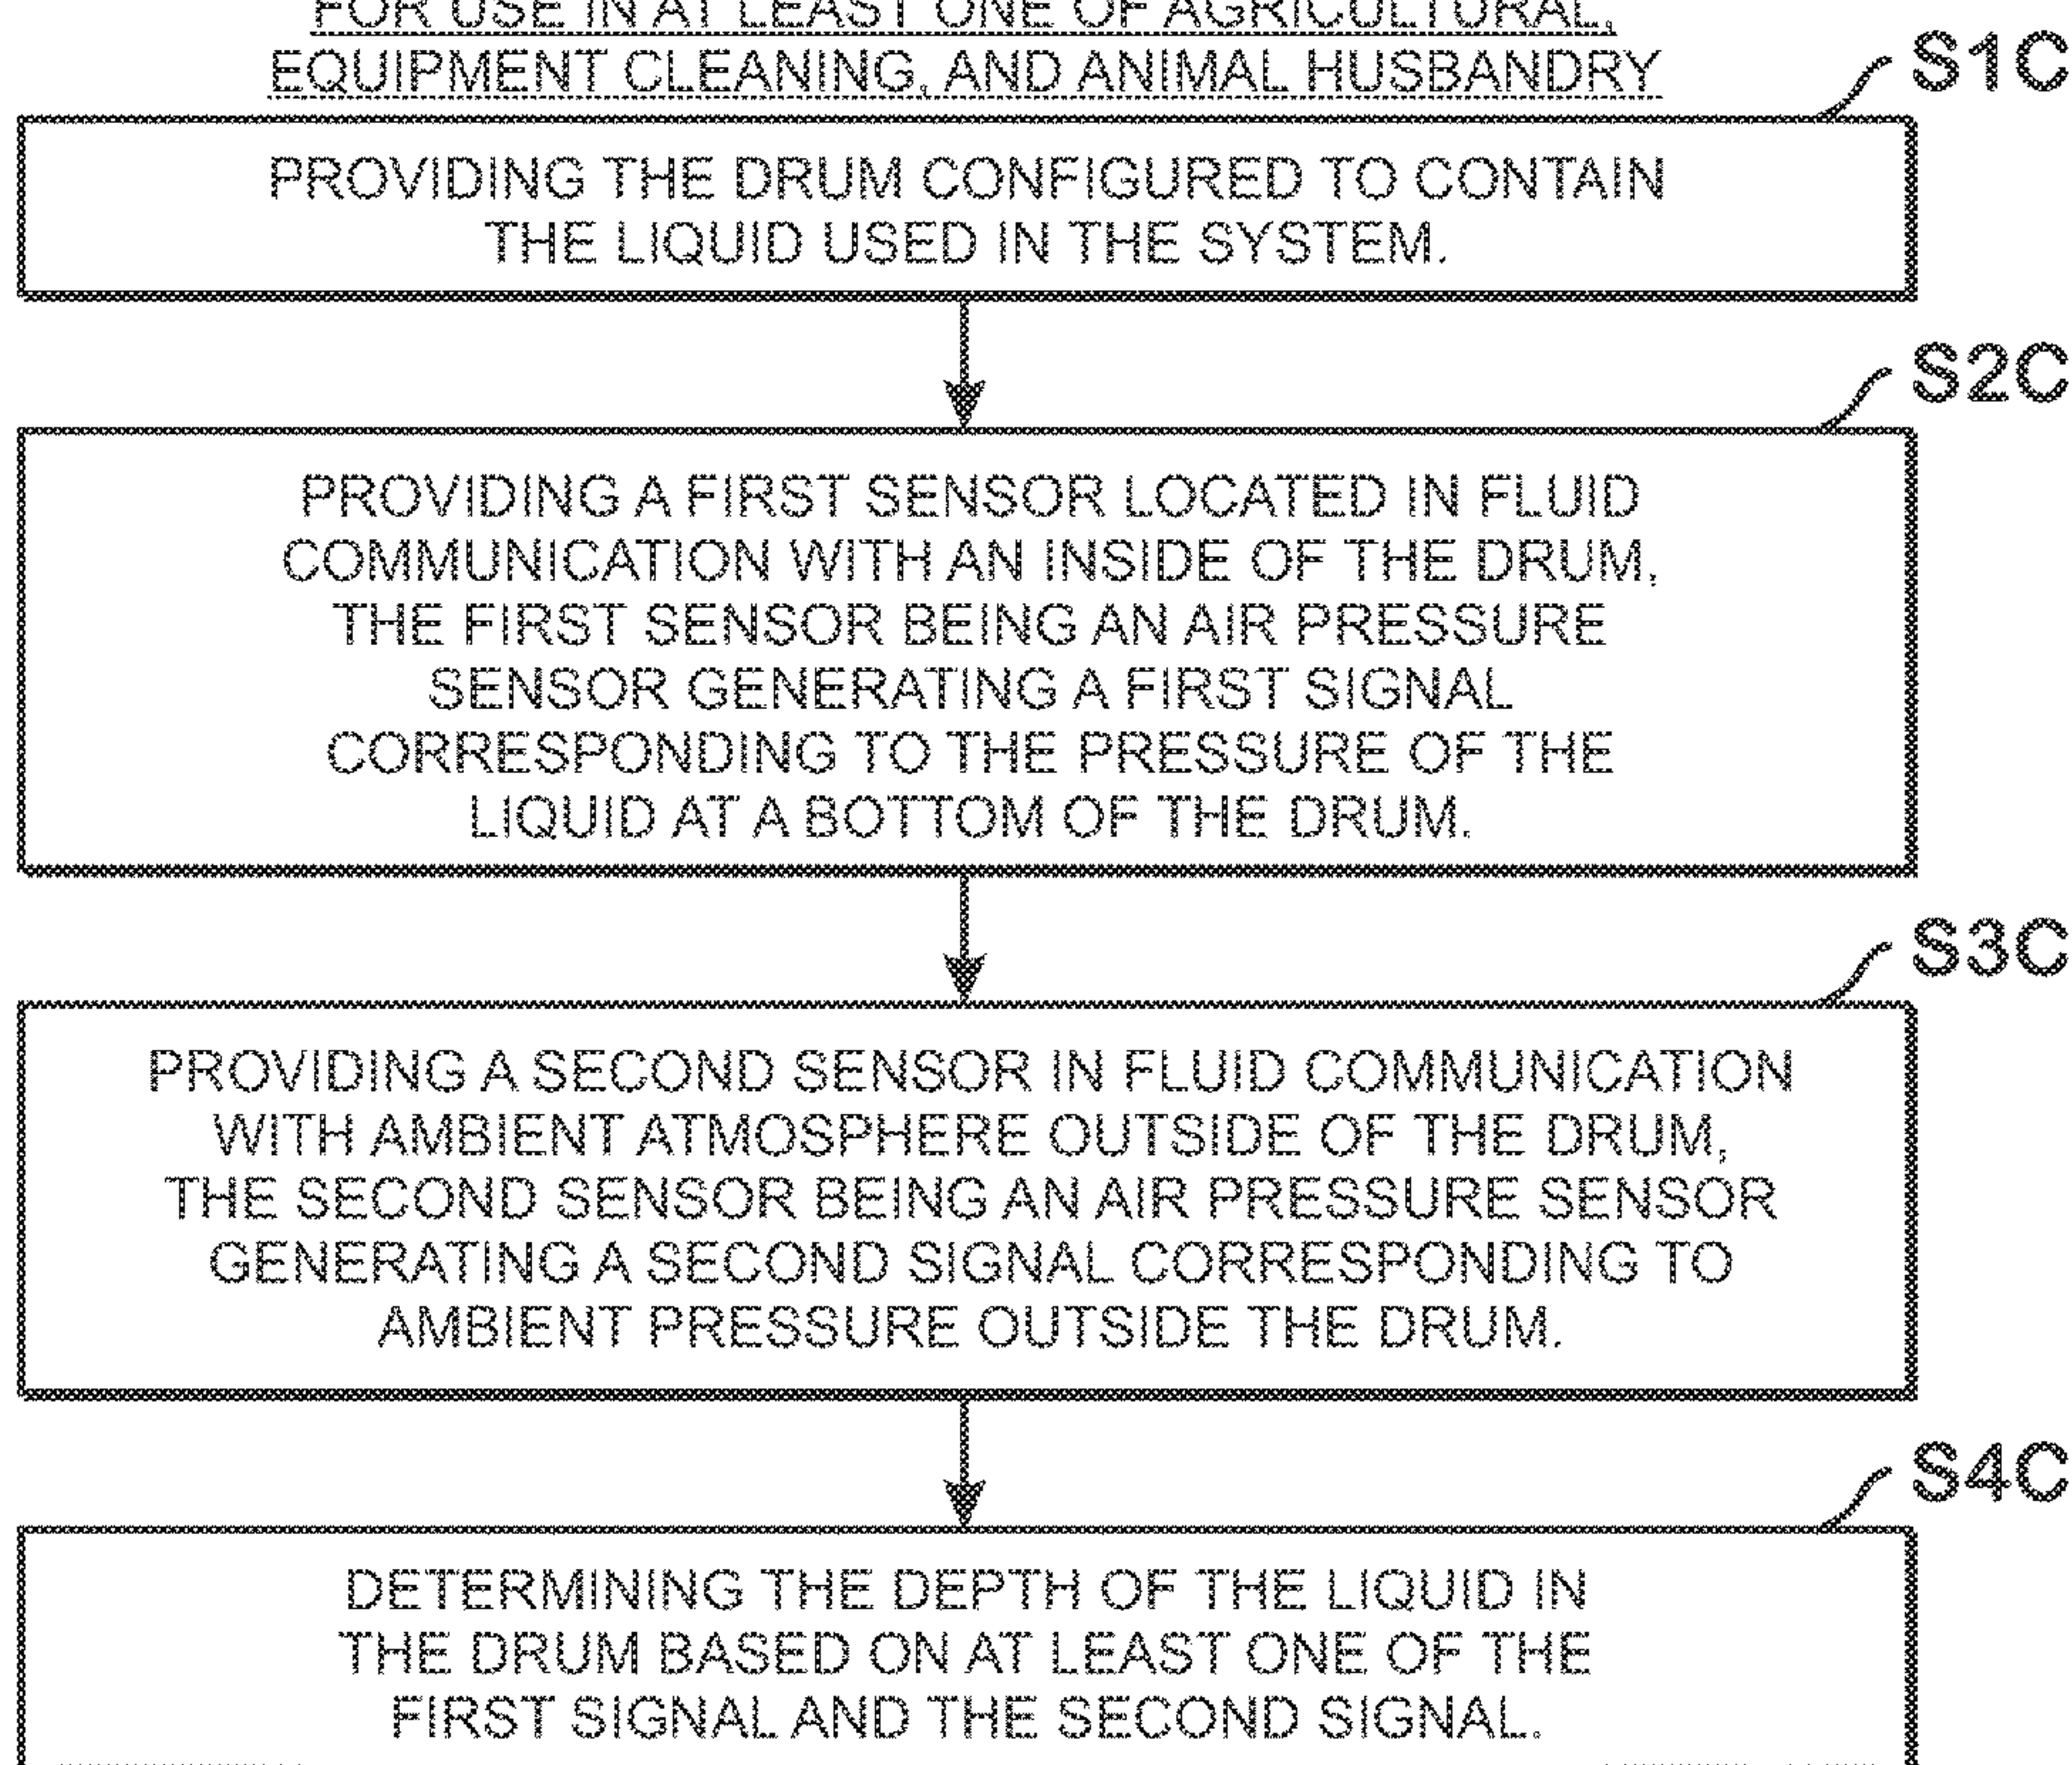 FOR USE IN AT LEAST ONE OF AGRICULTURAL,
EQUIPMENT CLEANING, AND ANIMAL HUSBANDRY
S1C
PROVIDING THE DRUM CONFIGURED TO CONTAIN
THE LIQUID USED IN THE SYSTEM.
S2C
PROVIDING A FIRST SENSOR LOCATED IN FLUID
COMMUNICATION WITH AN INSIDE OF THE DRUM,
THE FIRST SENSOR BEING AN AIR PRESSURE
SENSOR GENERATING A FIRST SIGNAL
CORRESPONDING TO THE PRESSURE OF THE
LIQUID AT A BOTTOM OF THE DRUM.
S3C
PROVIDING A SECOND SENSOR IN FLUID COMMUNICATION
WITH AMBIENT ATMOSPHERE OUTSIDE OF THE DRUM,
THE SECOND SENSOR BEING AN AIR PRESSURE SENSOR
GENERATING A SECOND SIGNAL CORRESPONDING TO
AMBIENT PRESSURE OUTSIDE THE DRUM.
S4C
DETERMINING THE DEPTH OF THE LIQUID IN
THE DRUM BASED ON AT LEAST ONE OF THE
FIRST SIGNAL AND THE SECOND SIGNAL.